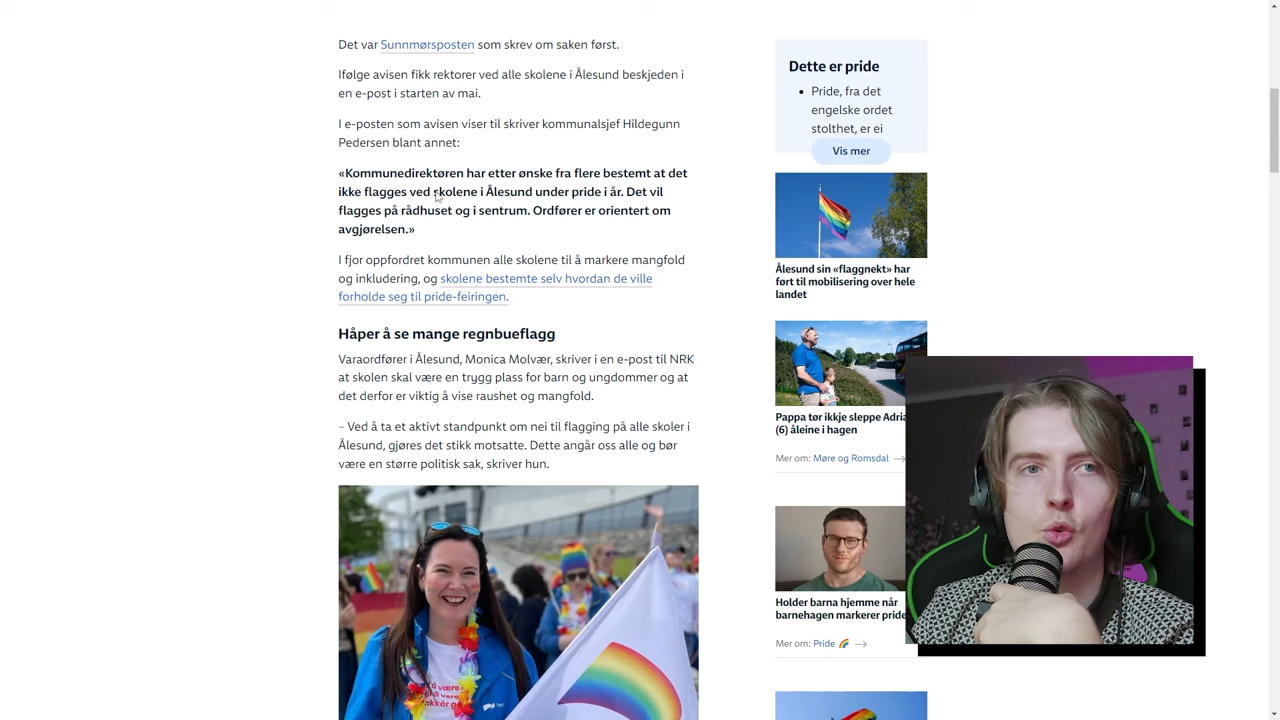 Det var Sunnmørsposten som skrev om saken først.
Ifølge avisen fikk rektorer ved alle skolene i Ålesund beskjeden i
en e-post i starten av mai.
I e-posten som avisen viser til skriver kommunalsjef Hildegunn
Pedersen blant annet:
«Kommunedirektøren har etter ønske fra flere bestemt at det
ikke flagges ved skolene i Ålesund under pride i år. Det vil
flagges på rådhuset og i sentrum. Ordfører er orientert om
avgjørelsen.»
I fjor oppfordret kommunen alle skolene til å markere mangfold
og inkludering, og skolene bestemte selv hvordan de ville
forholde seg til pride-feiringen.
Håper å se mange regnbueflagg
Varaordfører i Ålesund, Monica Molvær, skriver i en e-post til NRK
at skolen skal være en trygg plass for barn og ungdommer og at
det derfor er viktig å vise raushet og mangfold.
– Ved å ta et aktivt standpunkt om nei til flagging på alle skoler i
Ålesund, gjøres det stikk motsatte. Dette angår oss alle og bør
være en større politisk sak, skriver hun.
Dette er pride
• Pride, fra det
engelske ordet
stolthet, er ei
Vis mer
Ålesund sin «flaggnekt» har
ført til mobilisering over hele
landet
Pappa tør ikkje sleppe Adria
(6) åleine i hagen
Mer om: Møre og Romsdal →
Holder barna hjemme når
barnehagen markerer pride
Mer om: Pride 🌈 →